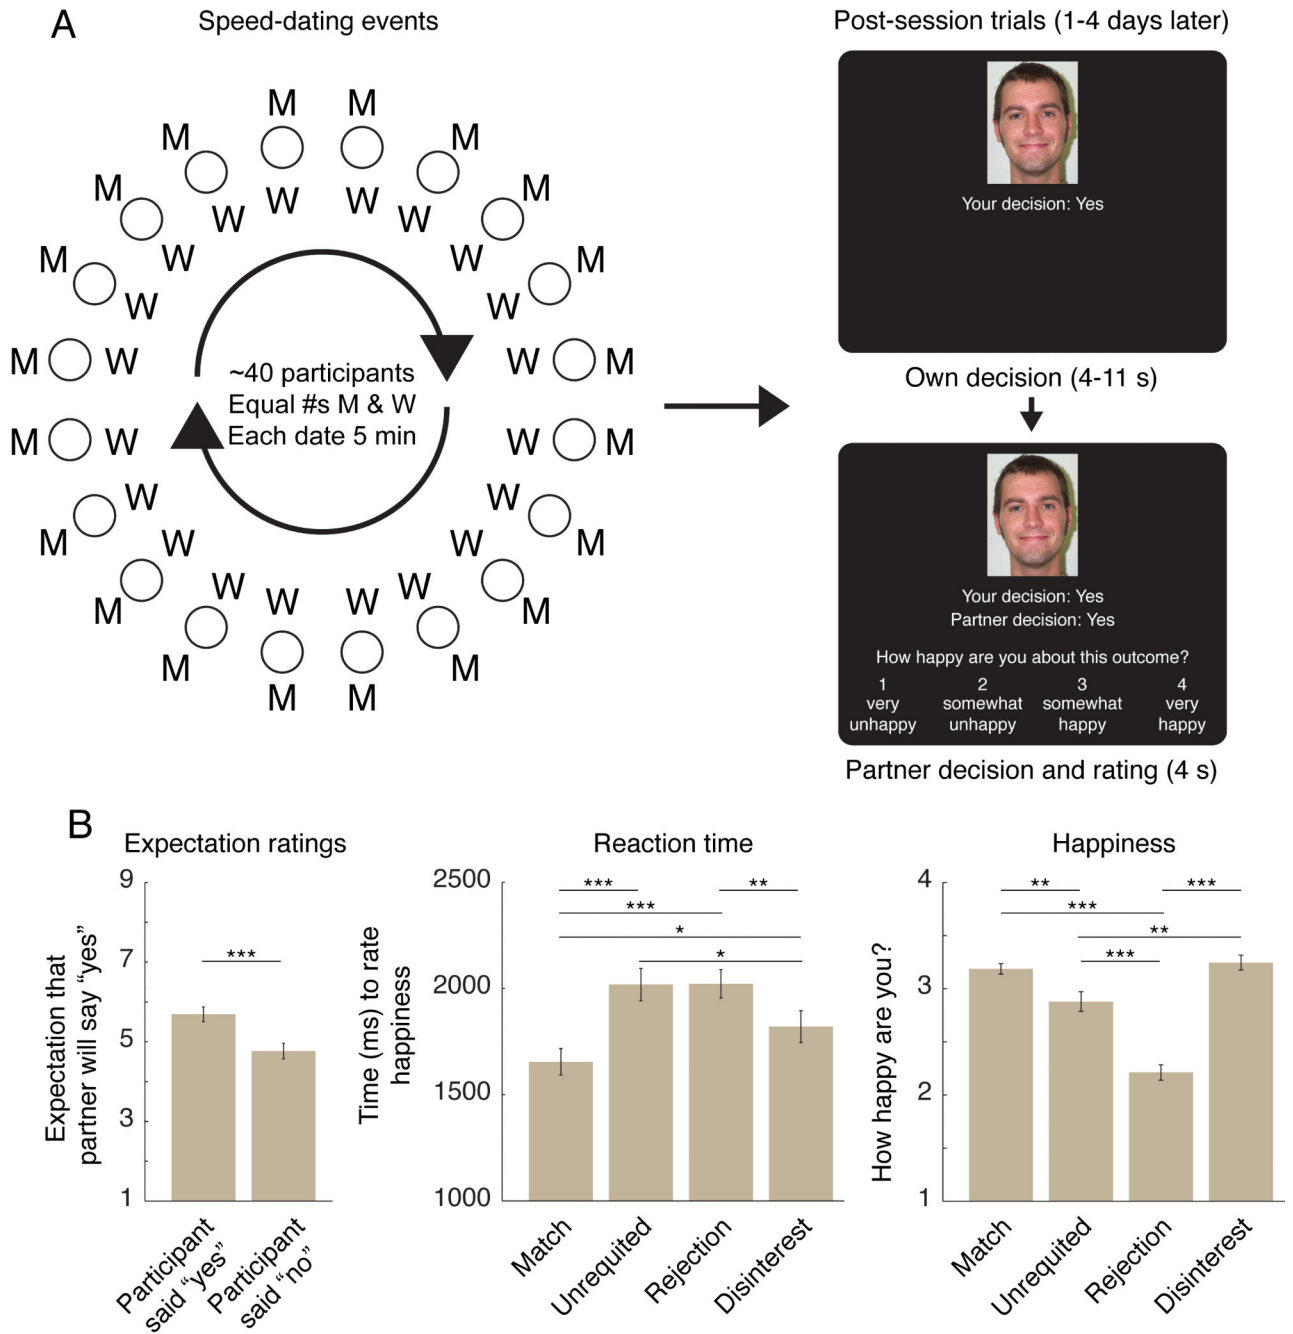 A
Speed-dating events
Post-session trials (1-4 days later)
M M
M M
M M
M M
M M
M M
M M
M M
M M
M M
W W
W W
W W
W W
W W
W W
W W
W W
W W
W W
~40 participants
Equal #s M & W
Each date 5 min
Your decision: Yes
Own decision (4-11 s)
Your decision: Yes
Partner decision: Yes
How happy are you about this outcome?
1 2 3 4
very somewhat somewhat very
unhappy unhappy happy happy
Partner decision and rating (4 s)
B
Expectation ratings
Expectation that
partner will say “yes”
9
7
5
3
1
***
Participant
said “yes”
Participant
said “no”
Reaction time
Time (ms) to rate
happiness
2500
2000
1500
1000
*** **
***
*
*
Match
Unrequited
Rejection
Disinterest
Happiness
How happy are you?
4
3
2
1
** ***
***
**
***
Match
Unrequited
Rejection
Disinterest